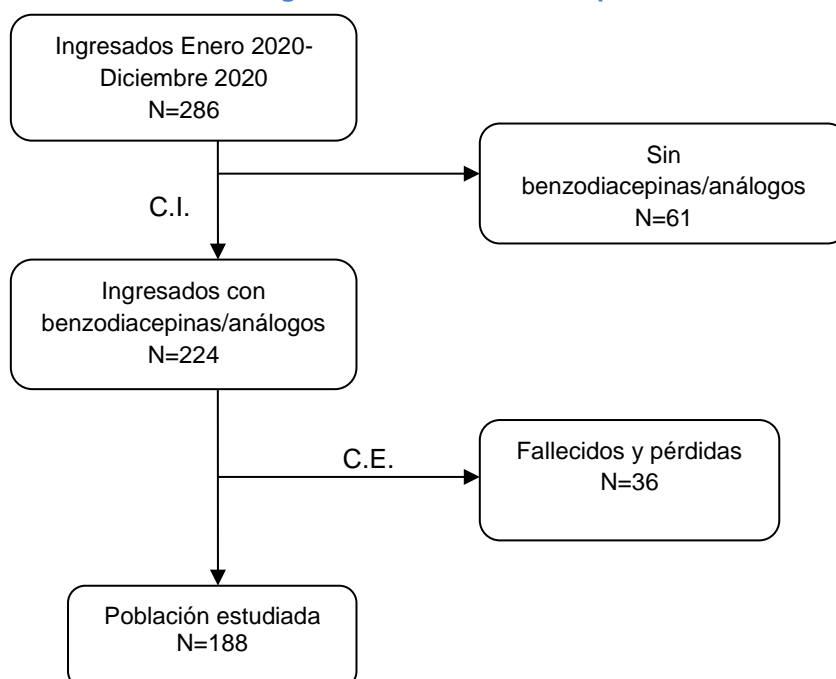 Ingresados Enero 2020-
Diciembre 2020
N=286
Sin
benzodiacepinas/análogos
N=61
C.I.
Ingresados con
benzodiacepinas/análogos
N=224
C.E.
Fallecidos y pérdidas
N=36
Población estudiada
N=188